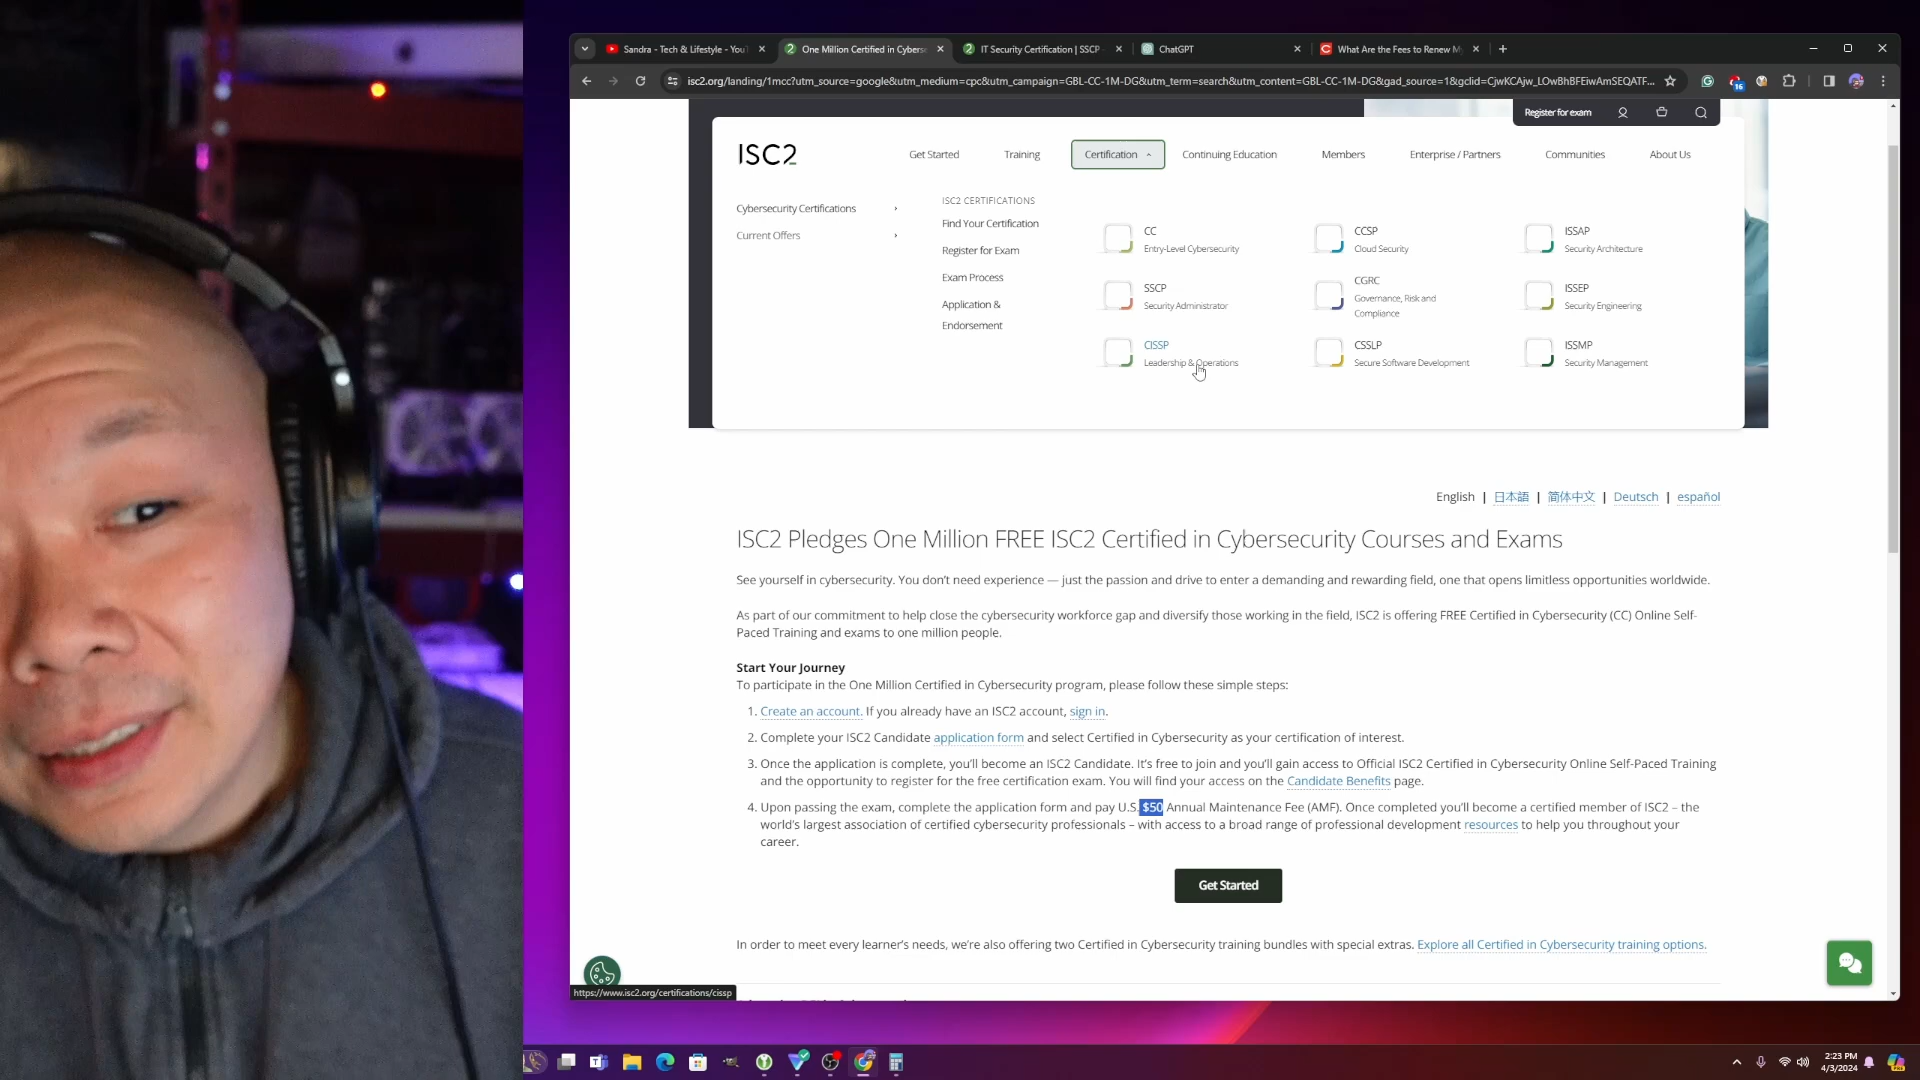 Sandra - Tech & Lifestyle - You
One Million Certified in Cyberse
IT Security Certification | SSCP
ChatGPT
What Are the Fees to Renew M
isc2.org/landing/1mcc?utm_source=google&utm_medium=cpc&utm_campaign=GBL-CC-1M-DG&utm_term=search&utm_content=GBL-CC-1M-DG&gad_source=1&gclid=CjwKCAjw_LOwBhBFEiwAmSEQATF...
16
Register for exam
ISC2
Get Started
Training
Certification
Continuing Education
Members
Enterprise / Partners
Communities
About Us
Cybersecurity Certifications
Current Offers
ISC2 CERTIFICATIONS
Find Your Certification
Register for Exam
Exam Process
Application &
Endorsement
CC
Entry-Level Cybersecurity
SSCP
Security Administrator
CISSP
Leadership & Operations
CCSP
Cloud Security
CGRC
Governance, Risk and
Compliance
CSSLP
Secure Software Development
ISSAP
Security Architecture
ISSEP
Security Engineering
ISSMP
Security Management
English | 日本語 | 简体中文 | Deutsch | español
ISC2 Pledges One Million FREE ISC2 Certified in Cybersecurity Courses and Exams
See yourself in cybersecurity. You don't need experience — just the passion and drive to enter a demanding and rewarding field, one that opens limitless opportunities worldwide.
As part of our commitment to help close the cybersecurity workforce gap and diversify those working in the field, ISC2 is offering FREE Certified in Cybersecurity (CC) Online Self-
Paced Training and exams to one million people.
Start Your Journey
To participate in the One Million Certified in Cybersecurity program, please follow these simple steps:
1. Create an account. If you already have an ISC2 account, sign in.
2. Complete your ISC2 Candidate application form and select Certified in Cybersecurity as your certification of interest.
3. Once the application is complete, you'll become an ISC2 Candidate. It's free to join and you'll gain access to Official ISC2 Certified in Cybersecurity Online Self-Paced Training
and the opportunity to register for the free certification exam. You will find your access on the Candidate Benefits page.
4. Upon passing the exam, complete the application form and pay U.S. $50 Annual Maintenance Fee (AMF). Once completed you'll become a certified member of ISC2 – the
world's largest association of certified cybersecurity professionals – with access to a broad range of professional development resources to help you throughout your
career.
Get Started
In order to meet every learner's needs, we're also offering two Certified in Cybersecurity training bundles with special extras. Explore all Certified in Cybersecurity training options.
https://www.isc2.org/certifications/cissp
2:23 PM
4/3/2024